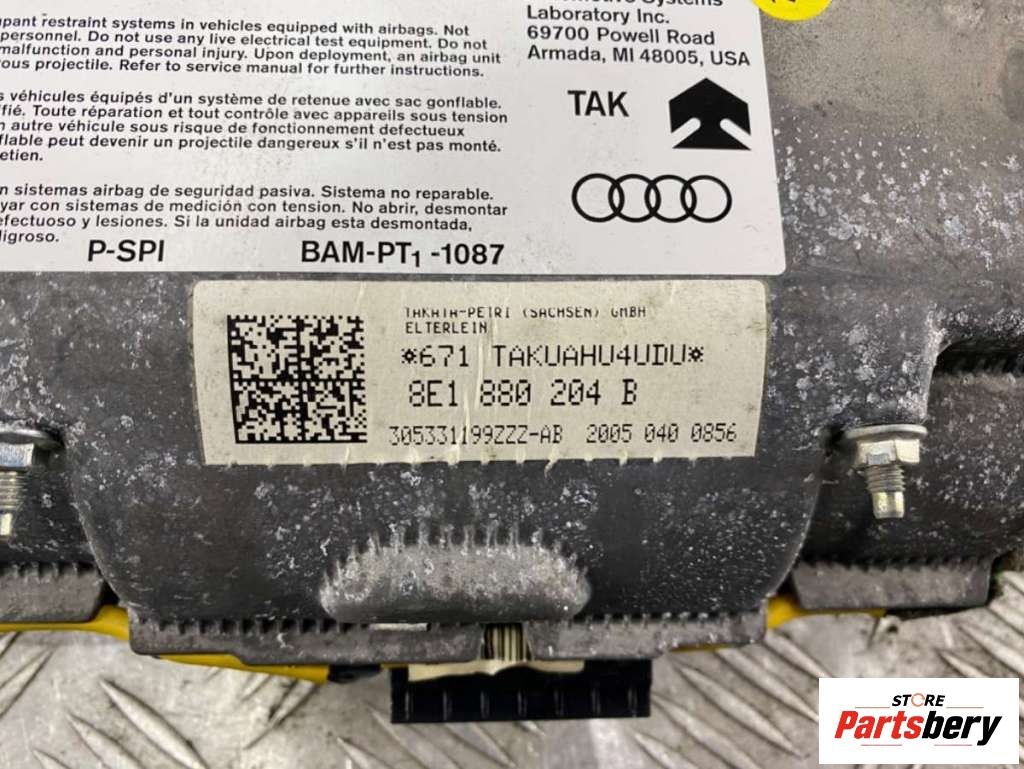 pant restraint systems in vehicles equipped with airbags. Not
personnel. Do not use any live electrical test equipment. Do not
malfunction and personal injury. Upon deployment, an airbag unit
rous projectile. Refer to service manual for further instructions.
s véhicules équipés d'un système de retenue avec sac gonflable.
fié. Toute réparation et tout contrôle avec appareils sous tension
n autre véhicule sous risque de fonctionnement defectueux
flable peut devenir un projectile dangereux s'il n'est pas monté.
etien.
n sistemas airbag de seguridad pasiva. Sistema no reparable.
yar con sistemas de medición con tension. No abrir, desmontar
efectuoso y lesiones. Si la unidad airbag esta desmontada,
ligroso.
P-SPI BAM-PT1-1087
Systems
Laboratory Inc.
69700 Powell Road
Armada, MI 48005, USA
TAK
TAKATA-PETRI (SACHSEN) GMBH
ELTERLEIN
*671 TAKUAHU4UDU*
8E1 880 204 B
305331199ZZZ-AB 2005 040 0856
STORE
Partsbery